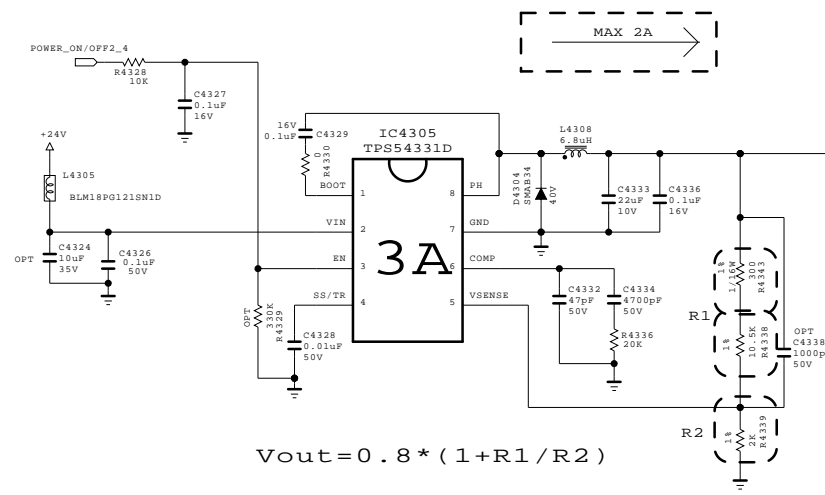 MAX 2A
POWER_ON/OFF2_4
R4328
10K
C4327
0.1uF
16V
+24V
L4305
BLM18PG121SN1D
OPT
C4324
10uF
35V
C4326
0.1uF
50V
16V
0.1uF
C4329
0
R4330
IC4305
TPS54331D
3A
BOOT
1
VIN
2
EN
3
SS/TR
4
PH
8
GND
7
COMP
6
VSENSE
5
OPT
330K
R4329
C4328
0.01uF
50V
L4308
6.8uH
D4304
SMAB34
40V
C4333
22uF
10V
C4336
0.1uF
16V
C4332
47pF
50V
C4334
4700pF
50V
R4336
20K
1%
1/16W
300
R4343
R1
1%
10.5K
R4338
OPT
C4338
1000p
50V
R2
1%
2K
R4339
Vout=0.8*(1+R1/R2)